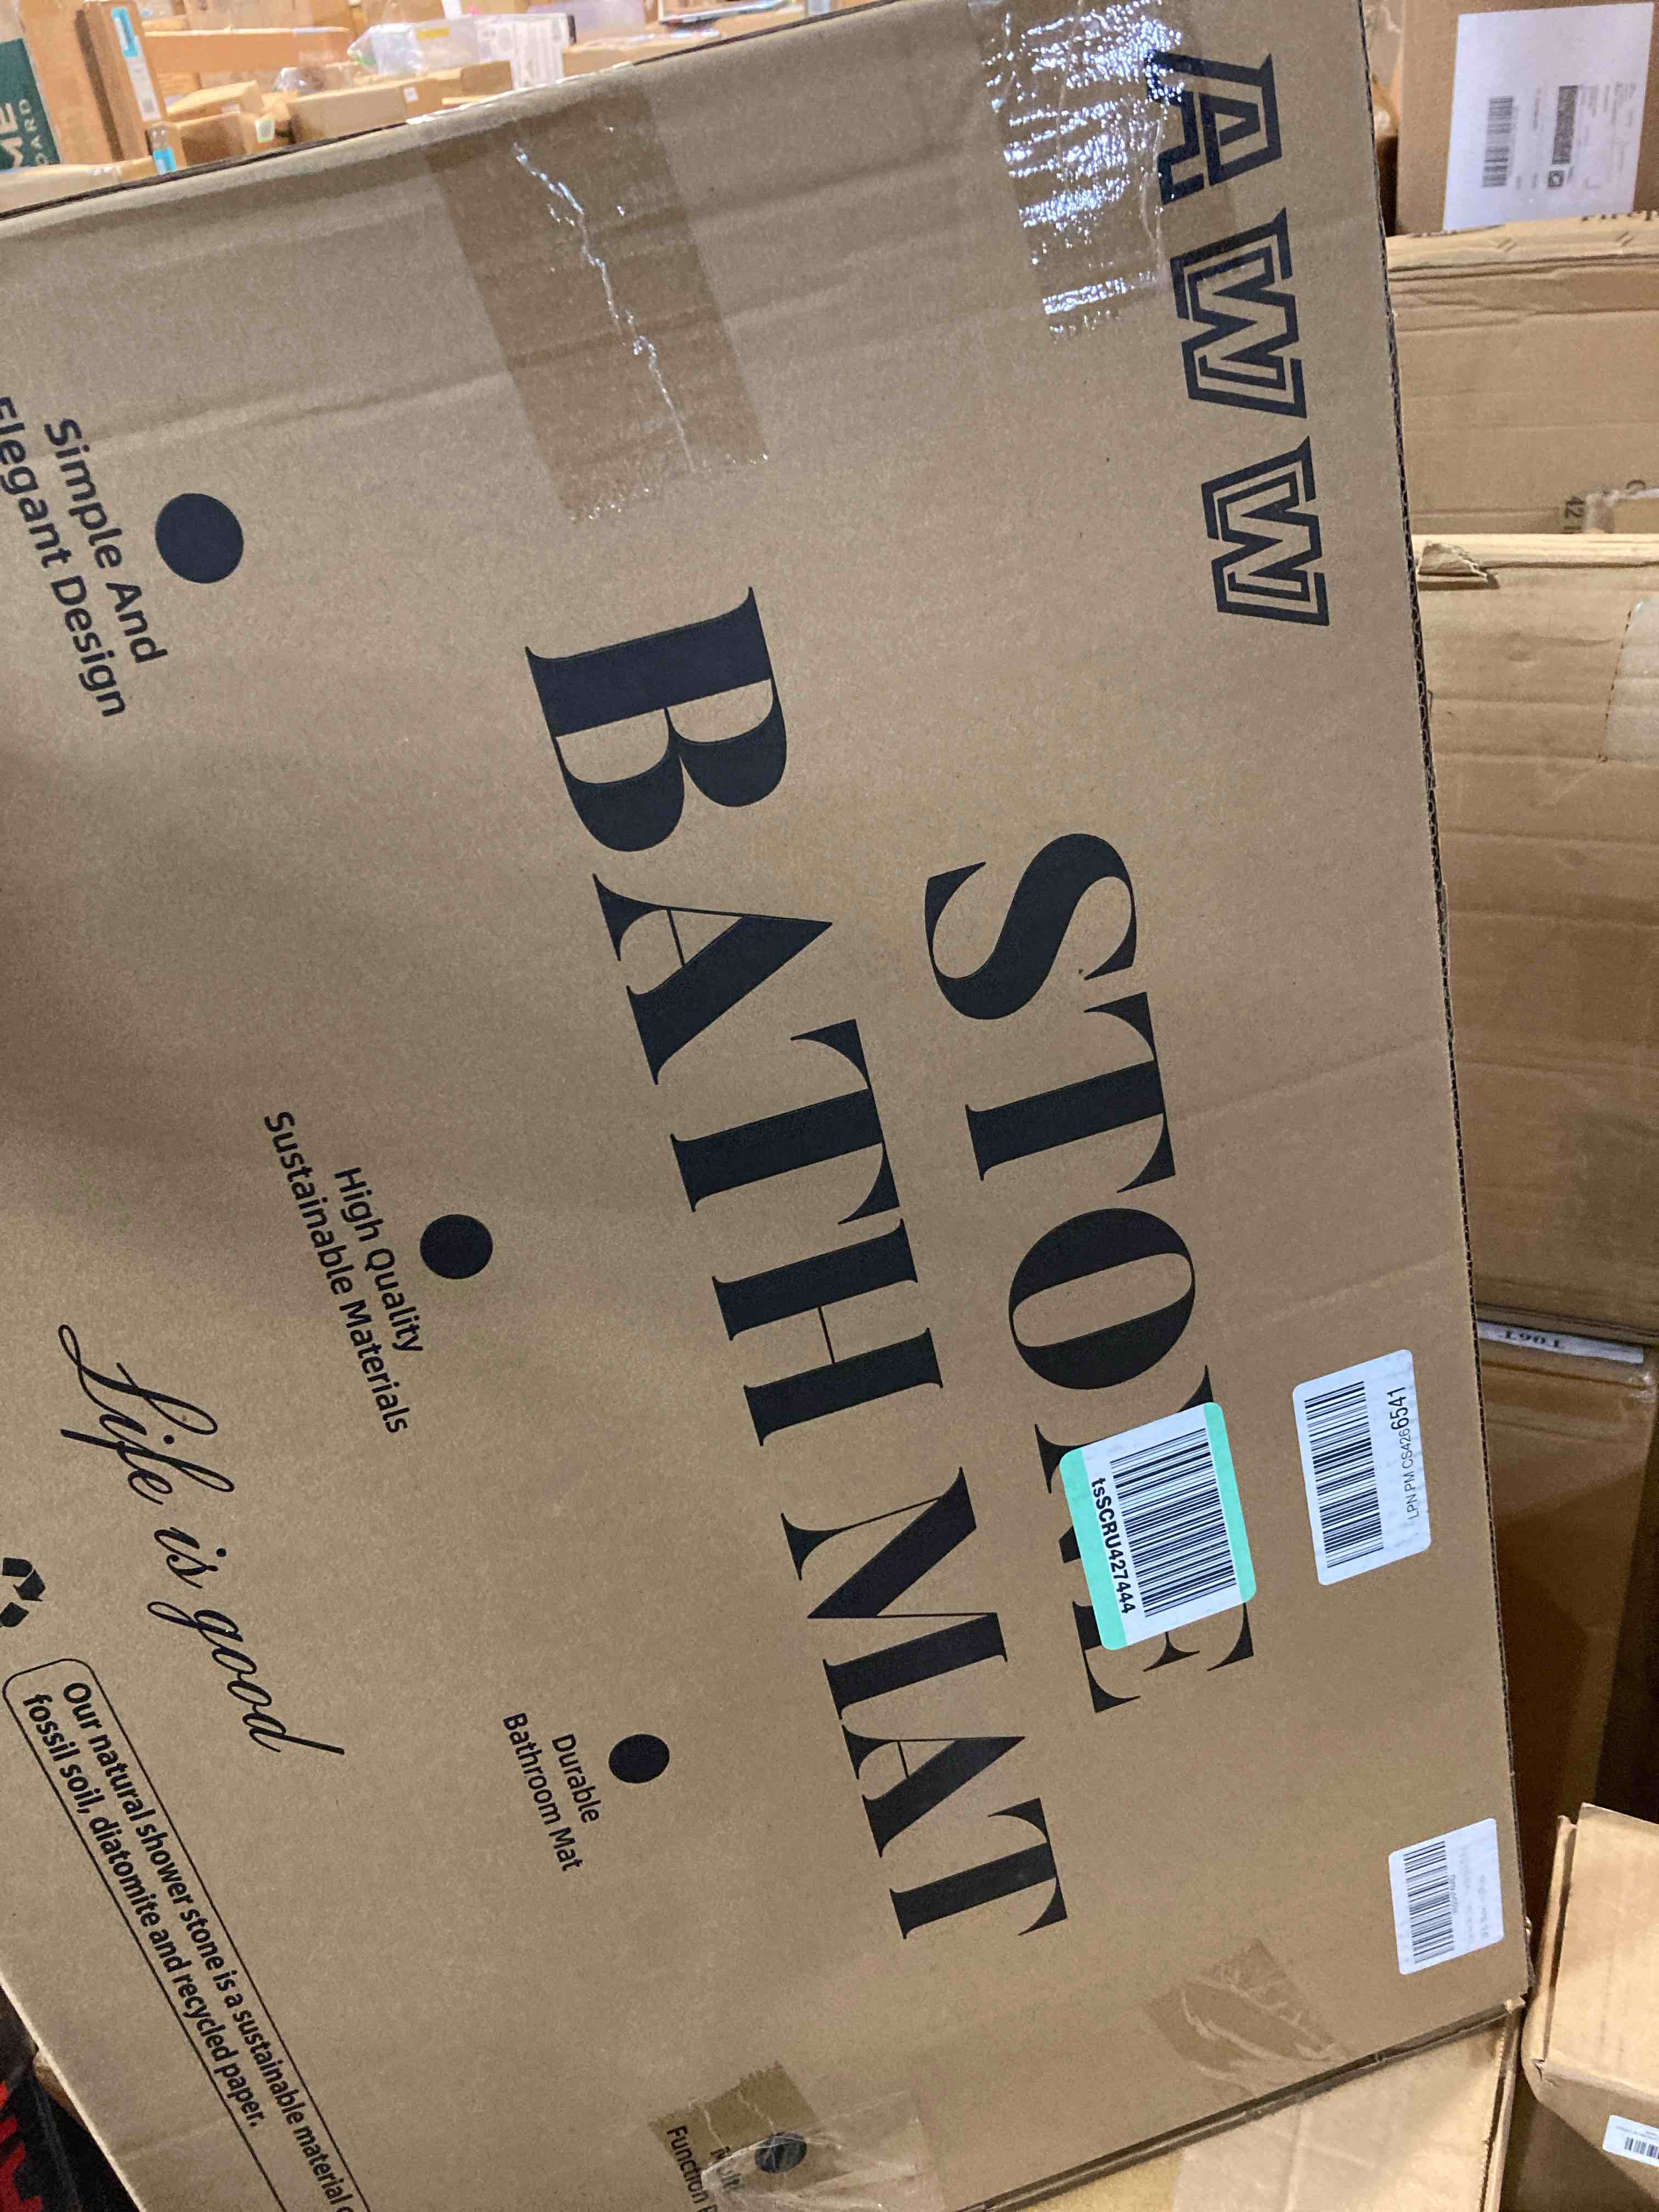 AWW
STONE
BATH MAT
LPN PM CS4266541
tsSCRU427444
Simple And
Elegant Design
High Quality
Sustainable Materials
Durable
Bathroom Mat
Function
Life is good
Our natural shower stone is a sustainable material
fossil soil, diatomite and recycled paper.